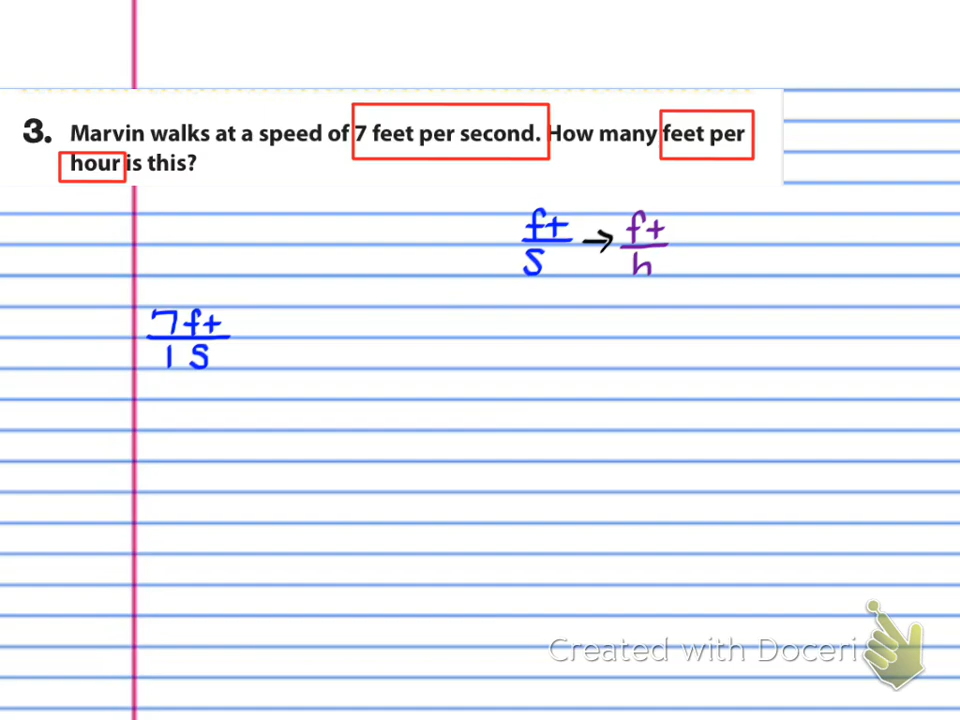 3. Marvin walks at a speed of 7 feet per second. How many feet per
hour is this?
ft → ft
s h
7ft
1 s
Created with Doceri